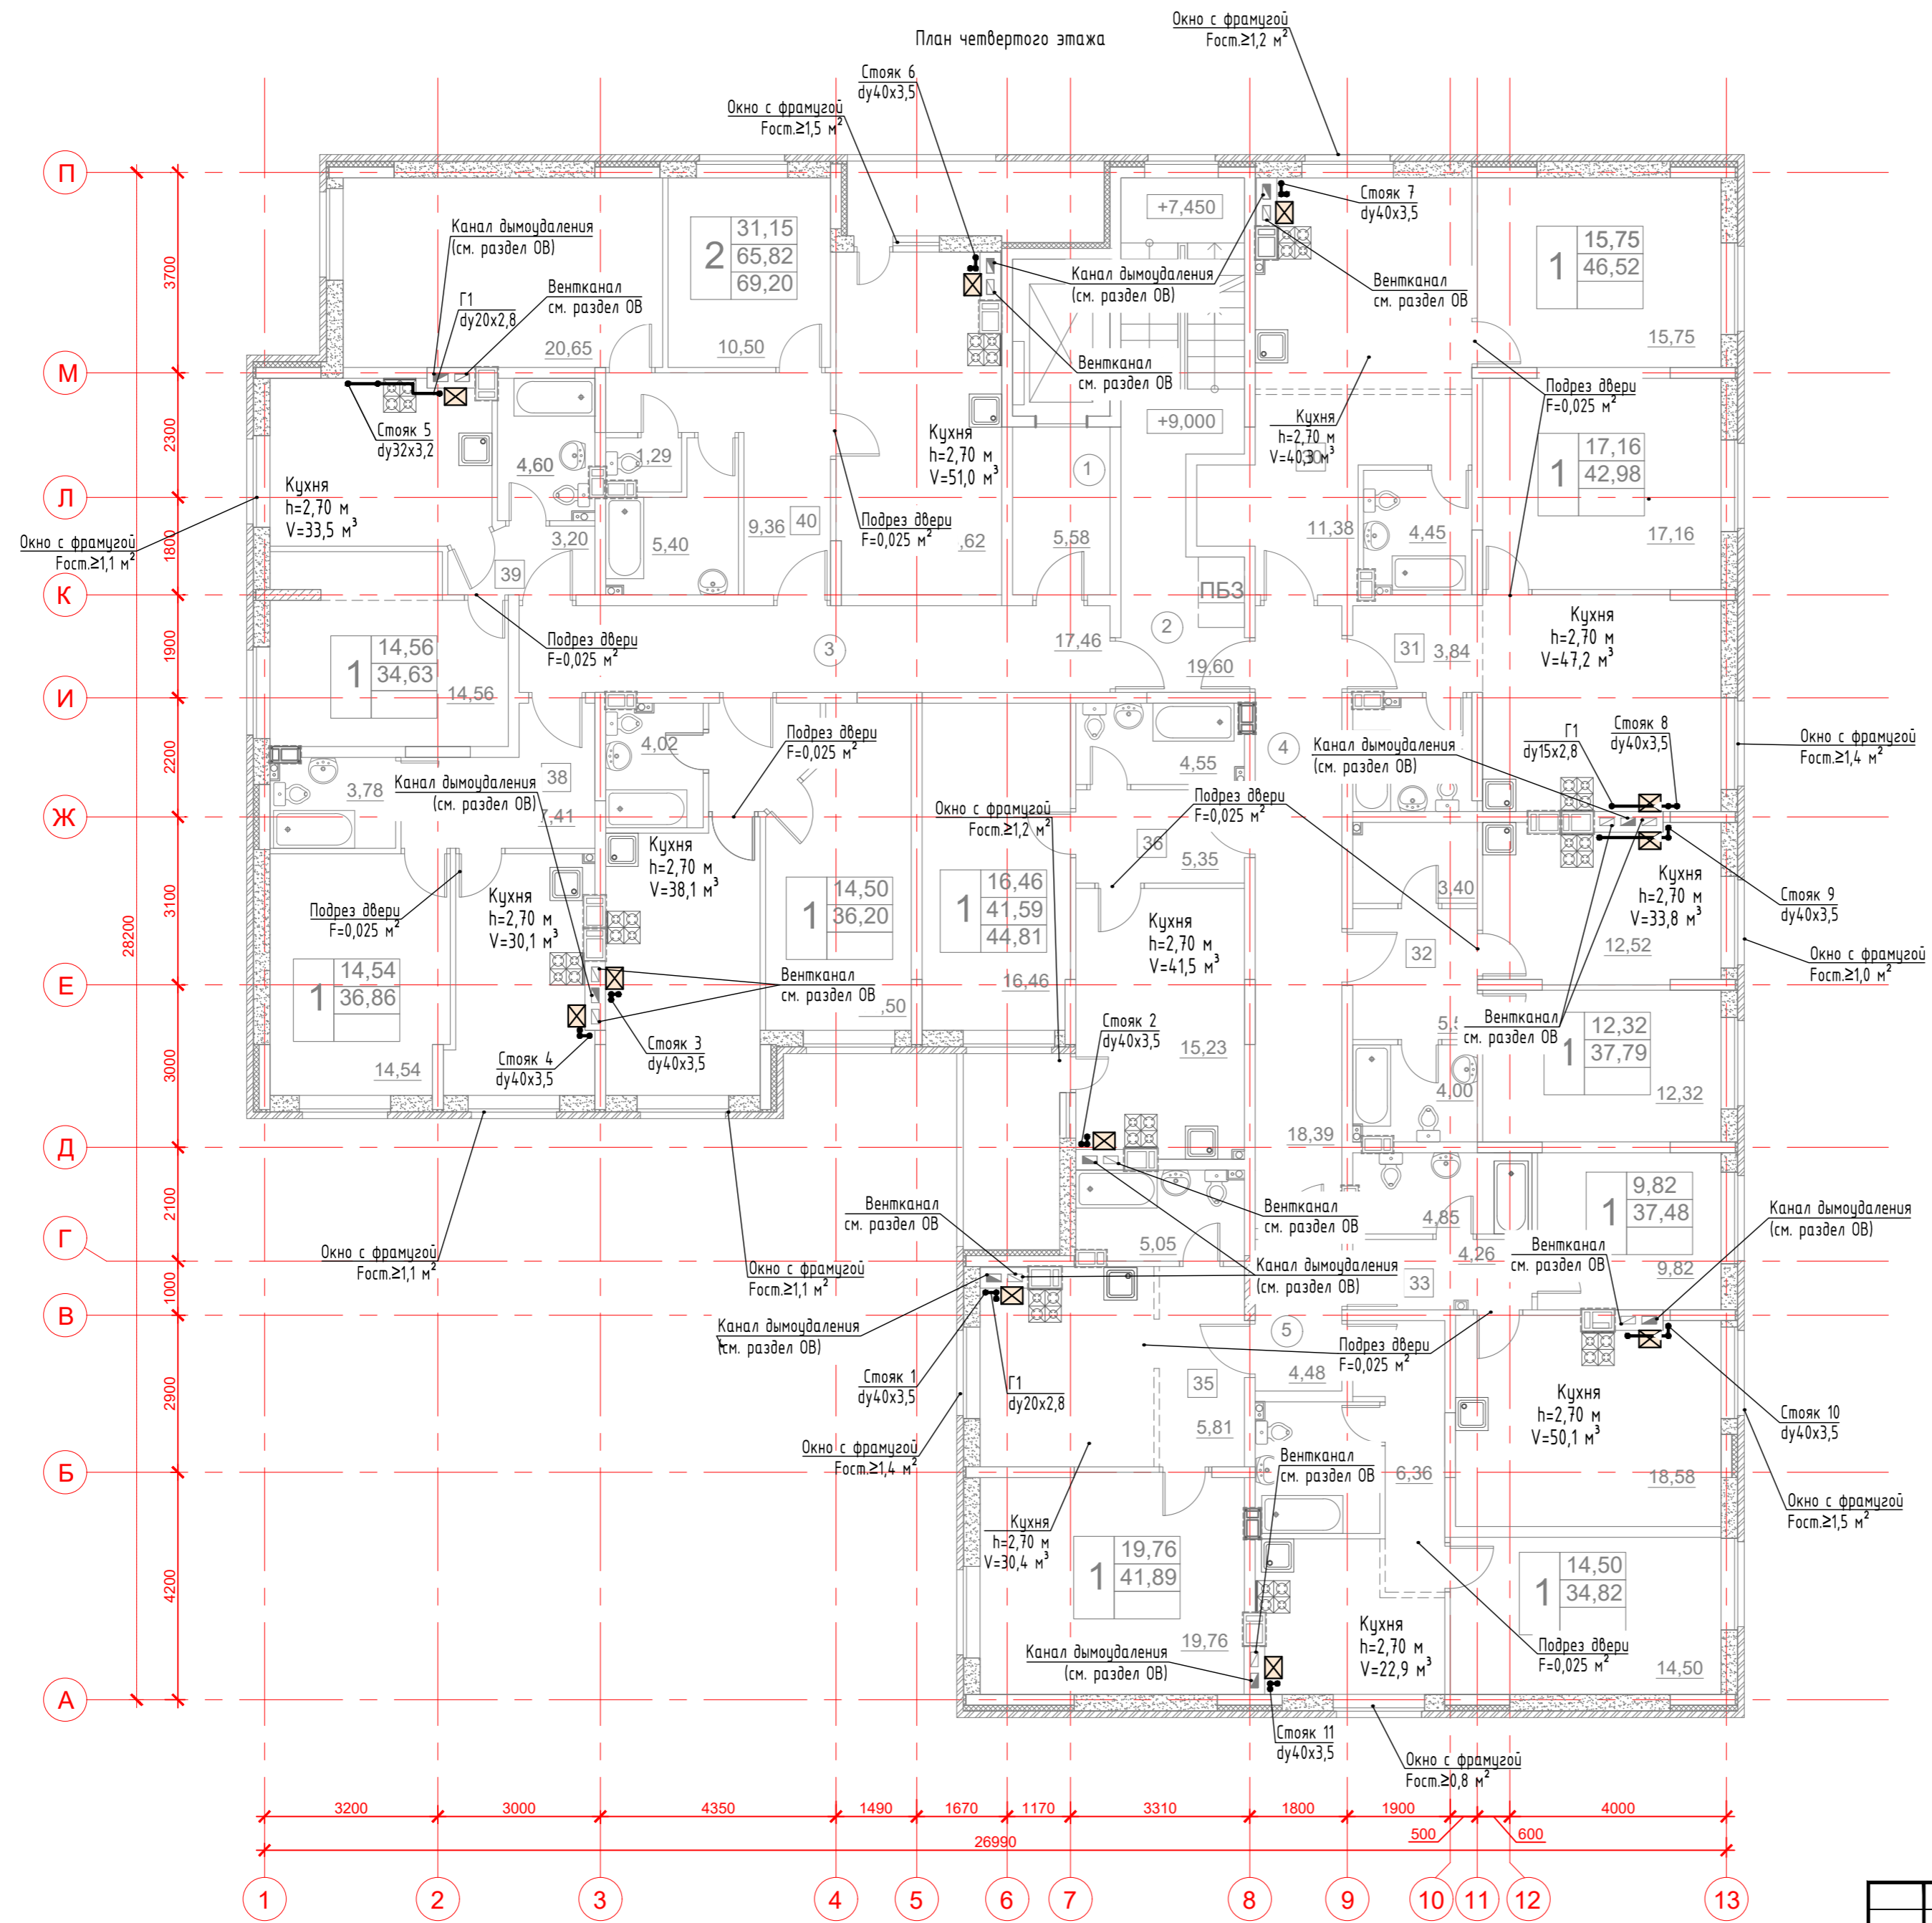 План четвертого этажа
Окно с фрамугой
Fост.≥1,2 м²
Стояк 6
dy40x3,5
Окно с фрамугой
Fост.≥1,5 м²
П
Стояк 7
dy40x3,5
+7,450
Канал дымоудаления
(см. раздел ОВ)
2
31,15
65,82
69,20
1
15,75
46,52
Канал дымоудаления
(см. раздел ОВ)
Вентканал
см. раздел ОВ
Г1
dy20x2,8
Вентканал
см. раздел ОВ
3700
20,65
10,50
15,75
М
Вентканал
см. раздел ОВ
Подрез двери
F=0,025 м²
+9,000
Стояк 5
dy32x3,2
2300
4,60
1,29
Кухня
h=2,70 м
V=51,0 м³
1
Кухня
h=2,70 м
V=40,3 м³
30
1
17,16
42,98
Л
Кухня
h=2,70 м
V=33,5 м³
Окно с фрамугой
Fост.≥1,1 м²
1800
3,20
5,40
9,36
40
Подрез двери
F=0,025 м²
,62
5,58
11,38
4,45
17,16
39
К
ПБЗ
Подрез двери
F=0,025 м²
1900
1
14,56
34,63
14,56
3
17,46
2
19,60
31
3,84
Кухня
h=2,70 м
V=47,2 м³
И
2200
4,02
Подрез двери
F=0,025 м²
4
4,55
Канал дымоудаления
(см. раздел ОВ)
Г1
dy15x2,8
Стояк 8
dy40x3,5
Окно с фрамугой
Fост.≥1,4 м²
3,78
38
Канал дымоудаления
(см. раздел ОВ)
7,41
Окно с фрамугой
Fост.≥1,2 м²
Подрез двери
F=0,025 м²
Ж
36
5,35
Кухня
h=2,70 м
V=38,1 м³
1
14,50
36,20
1
16,46
41,59
44,81
3100
28200
Подрез двери
F=0,025 м²
Кухня
h=2,70 м
V=30,1 м³
Кухня
h=2,70 м
V=41,5 м³
3,40
Кухня
h=2,70 м
V=33,8 м³
12,52
Стояк 9
dy40x3,5
32
Окно с фрамугой
Fост.≥1,0 м²
Е
1
14,54
36,86
Вентканал
см. раздел ОВ
16,46
,50
Стояк 2
dy40x3,5
15,23
Вентканал
см. раздел ОВ
1
12,32
37,79
3000
14,54
Стояк 4
dy40x3,5
Стояк 3
dy40x3,5
4,00
12,32
Д
18,39
2100
Вентканал
см. раздел ОВ
Вентканал
см. раздел ОВ
4,85
1
9,82
37,48
Канал дымоудаления
(см. раздел ОВ)
Г
Окно с фрамугой
Fост.≥1,1 м²
Окно с фрамугой
Fост.≥1,1 м²
5,05
Канал дымоудаления
(см. раздел ОВ)
4,26
33
Вентканал
см. раздел ОВ
9,82
1000
В
Канал дымоудаления
(см. раздел ОВ)
5
Подрез двери
F=0,025 м²
Стояк 1
dy40x3,5
Г1
dy20x2,8
35
4,48
2900
Кухня
h=2,70 м
V=50,1 м³
Стояк 10
dy40x3,5
5,81
Окно с фрамугой
Fост.≥1,4 м²
Б
Вентканал
см. раздел ОВ
6,36
18,58
Окно с фрамугой
Fост.≥1,5 м²
Кухня
h=2,70 м
V=30,4 м³
1
19,76
41,89
4200
1
14,50
34,82
19,76
Кухня
h=2,70 м
V=22,9 м³
Канал дымоудаления
(см. раздел ОВ)
Подрез двери
F=0,025 м²
14,50
А
Стояк 11
dy40x3,5
Окно с фрамугой
Fост.≥0,8 м²
3200 3000 4350 1490 1670 1170 3310 1800 1900 4000
500 600
26990
1 2 3 4 5 6 7 8 9 10 11 12 13